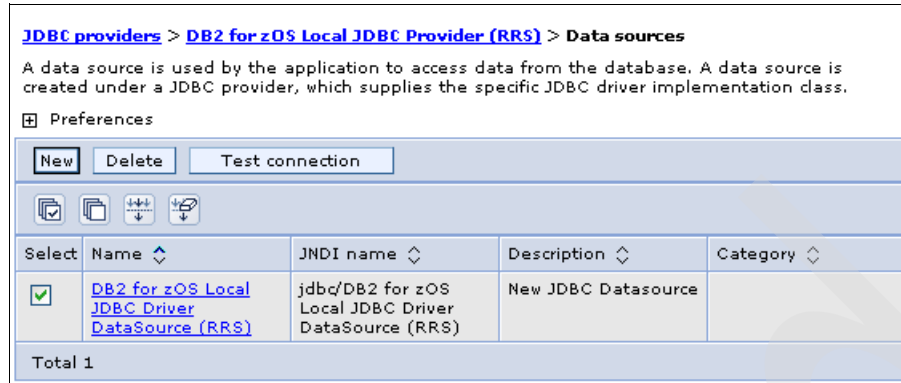 JDBC providers > DB2 for zOS Local JDBC Provider (RRS) > Data sources
A data source is used by the application to access data from the database. A data source is
created under a JDBC provider, which supplies the specific JDBC driver implementation class.
Preferences
New Delete Test connection
Select Name JNDI name Description Category
DB2 for zOS Local jdbc/DB2 for zOS New JDBC Datasource
JDBC Driver Local JDBC Driver
DataSource (RRS) DataSource (RRS)
Total 1